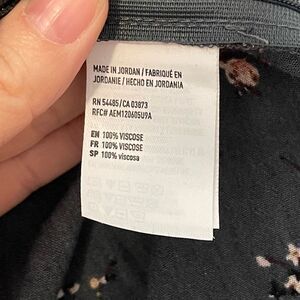 MADE IN JORDAN / FABRIQUÉ EN
JORDANIE / HECHO EN JORDANIA
RN 54485/CA 03873
RFC# AEM120605U9A
EN 100% VISCOSE
FR 100% VISCOSE
SP 100% viscosa